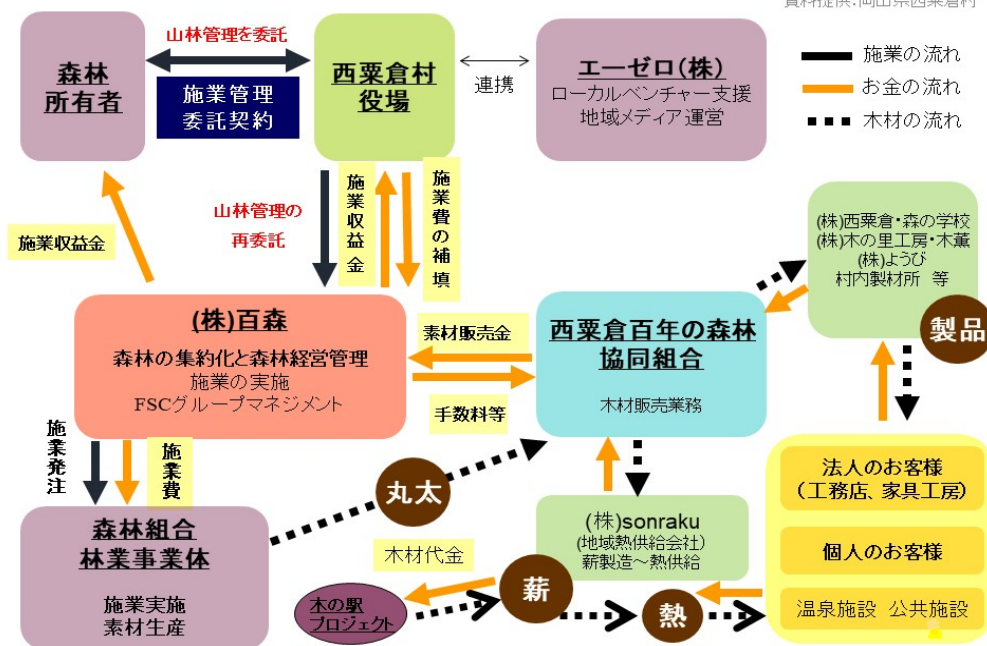 資料提供:岡山県西粟倉村
森林
所有者
山林管理を委託
施業管理
委託契約
西粟倉村
役場
連携
エーゼロ(株)
ローカルベンチャー支援
地域メディア運営
施業の流れ
お金の流れ
木材の流れ
施業収益金
山林管理の
再委託
施業収益金
施業費の補填
(株)西粟倉・森の学校
(株)木の里工房・木薫
(株)ようび
村内製材所 等
製品
(株)百森
森林の集約化と森林経営管理
施業の実施
FSCグループマネジメント
素材販売金
手数料等
西粟倉百年の森林
協同組合
木材販売業務
施業発注
施業費
丸太
森林組合
林業事業体
施業実施
素材生産
木材代金
木の駅
プロジェクト
薪
(株)sonraku
(地域熱供給会社)
薪製造～熱供給
熱
法人のお客様
(工務店、家具工房)
個人のお客様
温泉施設 公共施設